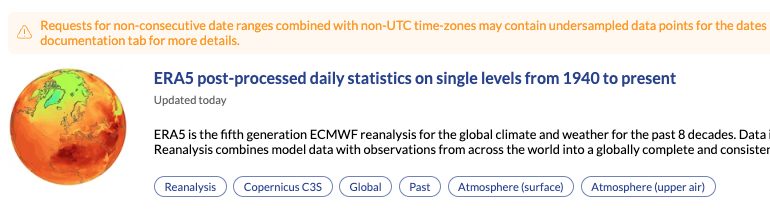 Requests for non-consecutive date ranges combined with non-UTC time-zones may contain undersampled data points for the dates
documentation tab for more details.
ERA5 post-processed daily statistics on single levels from 1940 to present
Updated today
ERA5 is the fifth generation ECMWF reanalysis for the global climate and weather for the past 8 decades. Data i
Reanalysis combines model data with observations from across the world into a globally complete and consister
Reanalysis Copernicus C3S Global Past Atmosphere (surface) Atmosphere (upper air)